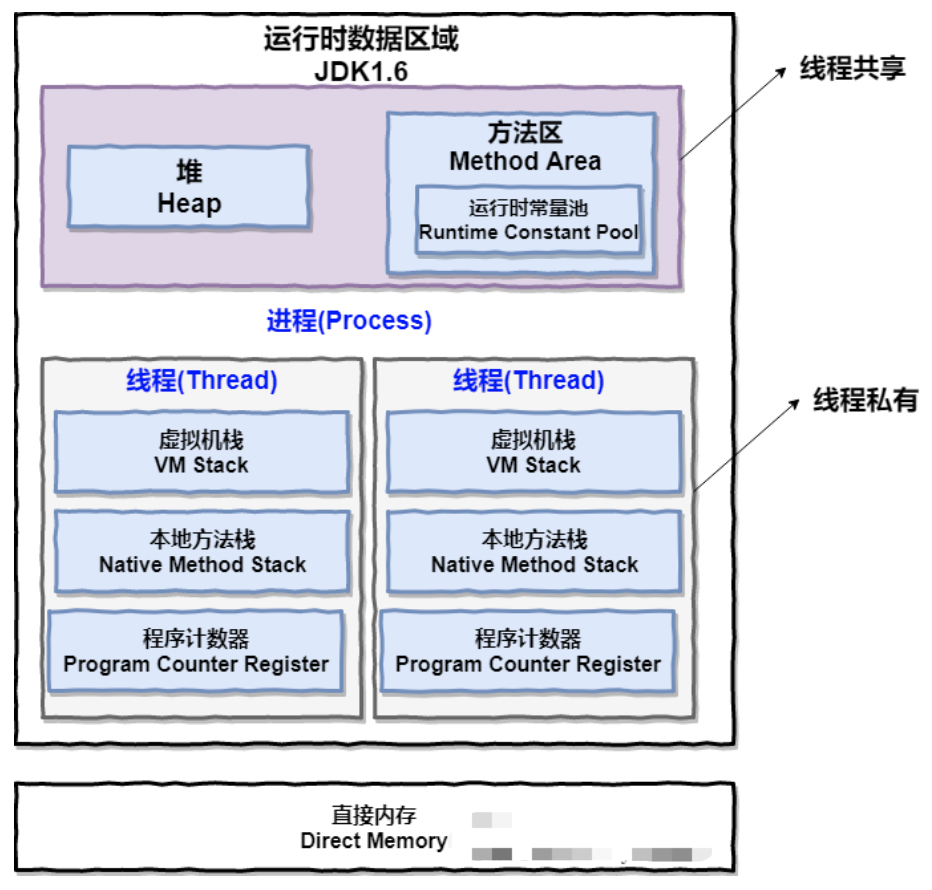 运行时数据区域
JDK1.6
线程共享
堆
Heap
方法区
Method Area
运行时常量池
Runtime Constant Pool
进程(Process)
线程(Thread)
虚拟机栈
VM Stack
本地方法栈
Native Method Stack
程序计数器
Program Counter Register
线程(Thread)
虚拟机栈
VM Stack
本地方法栈
Native Method Stack
程序计数器
Program Counter Register
线程私有
直接内存
Direct Memory